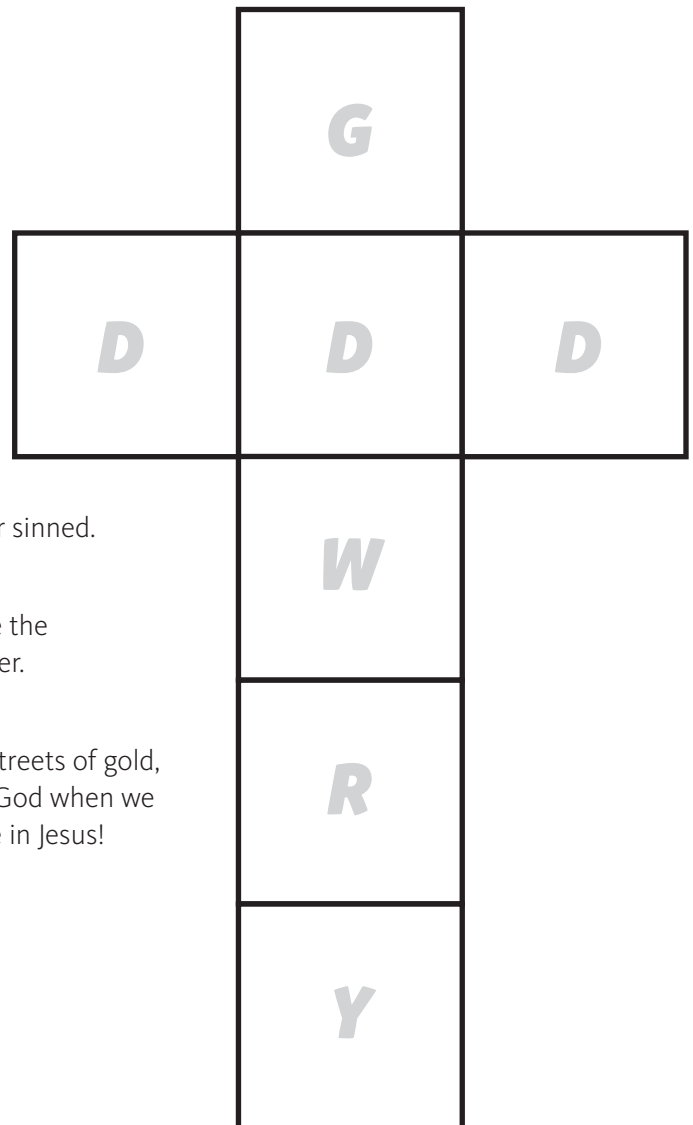 G
D D D
r sinned.
W
e the
er.
treets of gold,
God when we
e in Jesus!
R
Y